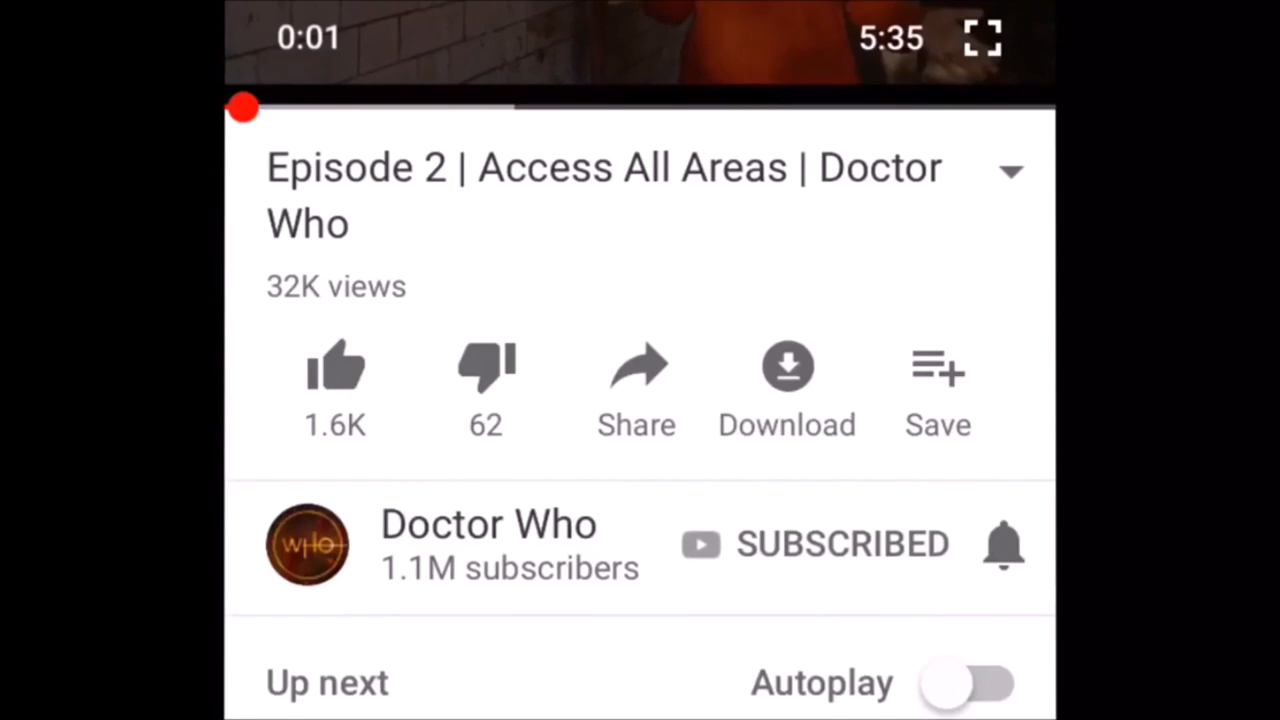 0:01 5:35
Episode 2 | Access All Areas | Doctor
Who
32K views
1.6K 62 Share Download Save
WHO
Doctor Who SUBSCRIBED
1.1M subscribers
Up next Autoplay